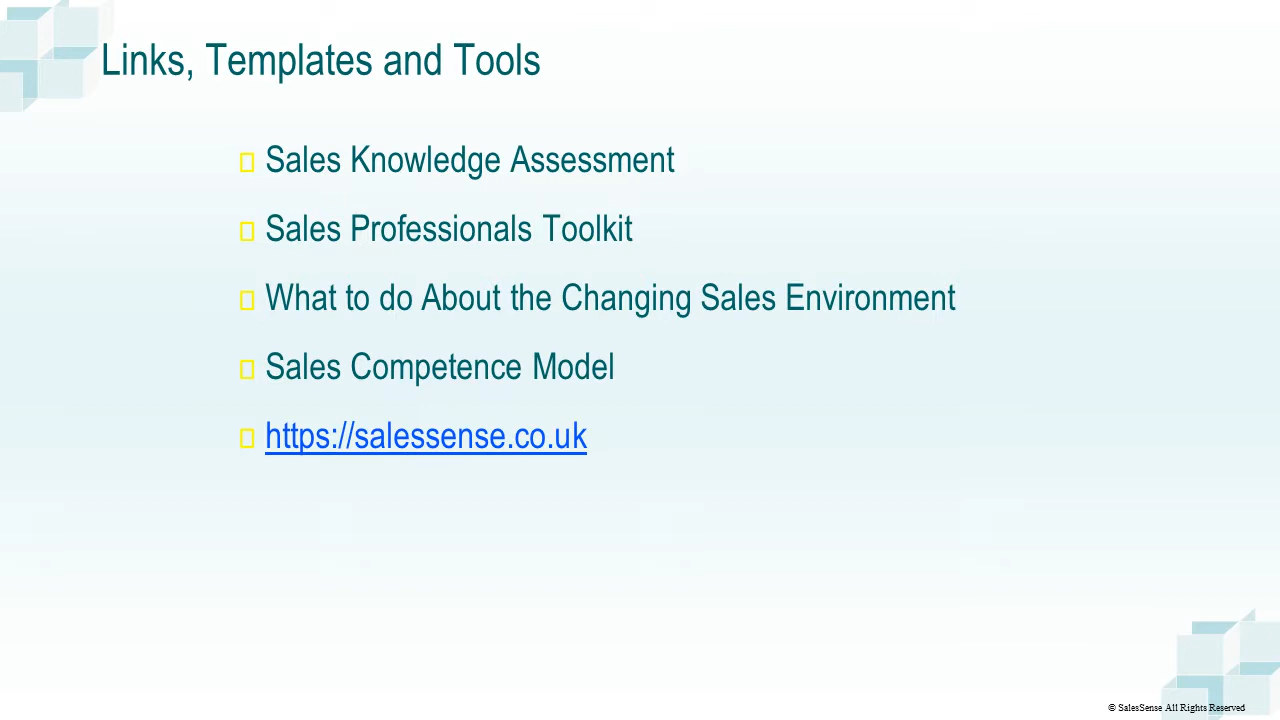 Links, Templates and Tools
Sales Knowledge Assessment
Sales Professionals Toolkit
What to do About the Changing Sales Environment
Sales Competence Model
https://salessense.co.uk
© SalesSense All Rights Reserved